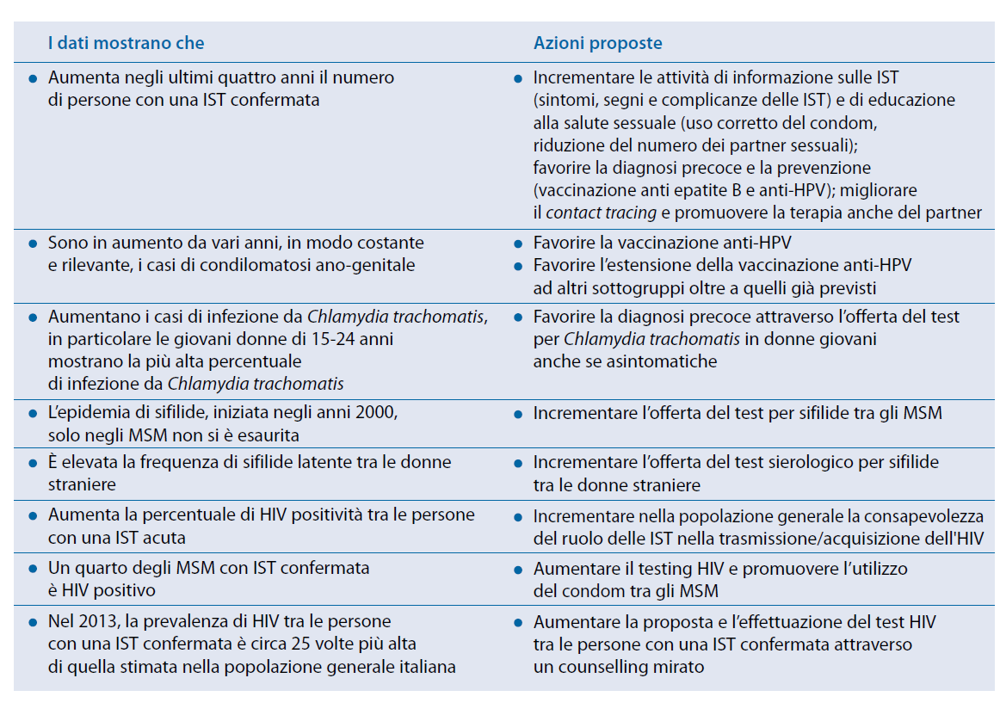 I dati mostrano che
Azioni proposte
● Aumenta negli ultimi quattro anni il numero
di persone con una IST confermata
● Incrementare le attività di informazione sulle IST
(sintomi, segni e complicanze delle IST) e di educazione
alla salute sessuale (uso corretto del condom,
riduzione del numero dei partner sessuali);
favorire la diagnosi precoce e la prevenzione
(vaccinazione anti epatite B e anti-HPV); migliorare
il contact tracing e promuovere la terapia anche del partner
● Sono in aumento da vari anni, in modo costante
e rilevante, i casi di condilomatosi ano-genitale
● Favorire la vaccinazione anti-HPV
● Favorire l’estensione della vaccinazione anti-HPV
ad altri sottogruppi oltre a quelli già previsti
● Aumentano i casi di infezione da Chlamydia trachomatis,
in particolare le giovani donne di 15-24 anni
mostrano la più alta percentuale
di infezione da Chlamydia trachomatis
● Favorire la diagnosi precoce attraverso l’offerta del test
per Chlamydia trachomatis in donne giovani
anche se asintomatiche
● L’epidemia di sifilide, iniziata negli anni 2000,
solo negli MSM non si è esaurita
● Incrementare l’offerta del test per sifilide tra gli MSM
● È elevata la frequenza di sifilide latente tra le donne
straniere
● Incrementare l’offerta del test sierologico per sifilide
tra le donne straniere
● Aumenta la percentuale di HIV positività tra le persone
con una IST acuta
● Incrementare nella popolazione generale la consapevolezza
del ruolo delle IST nella trasmissione/acquisizione dell'HIV
● Un quarto degli MSM con IST confermata
è HIV positivo
● Aumentare il testing HIV e promuovere l’utilizzo
del condom tra gli MSM
● Nel 2013, la prevalenza di HIV tra le persone
con una IST confermata è circa 25 volte più alta
di quella stimata nella popolazione generale italiana
● Aumentare la proposta e l’effettuazione del test HIV
tra le persone con una IST confermata attraverso
un counselling mirato